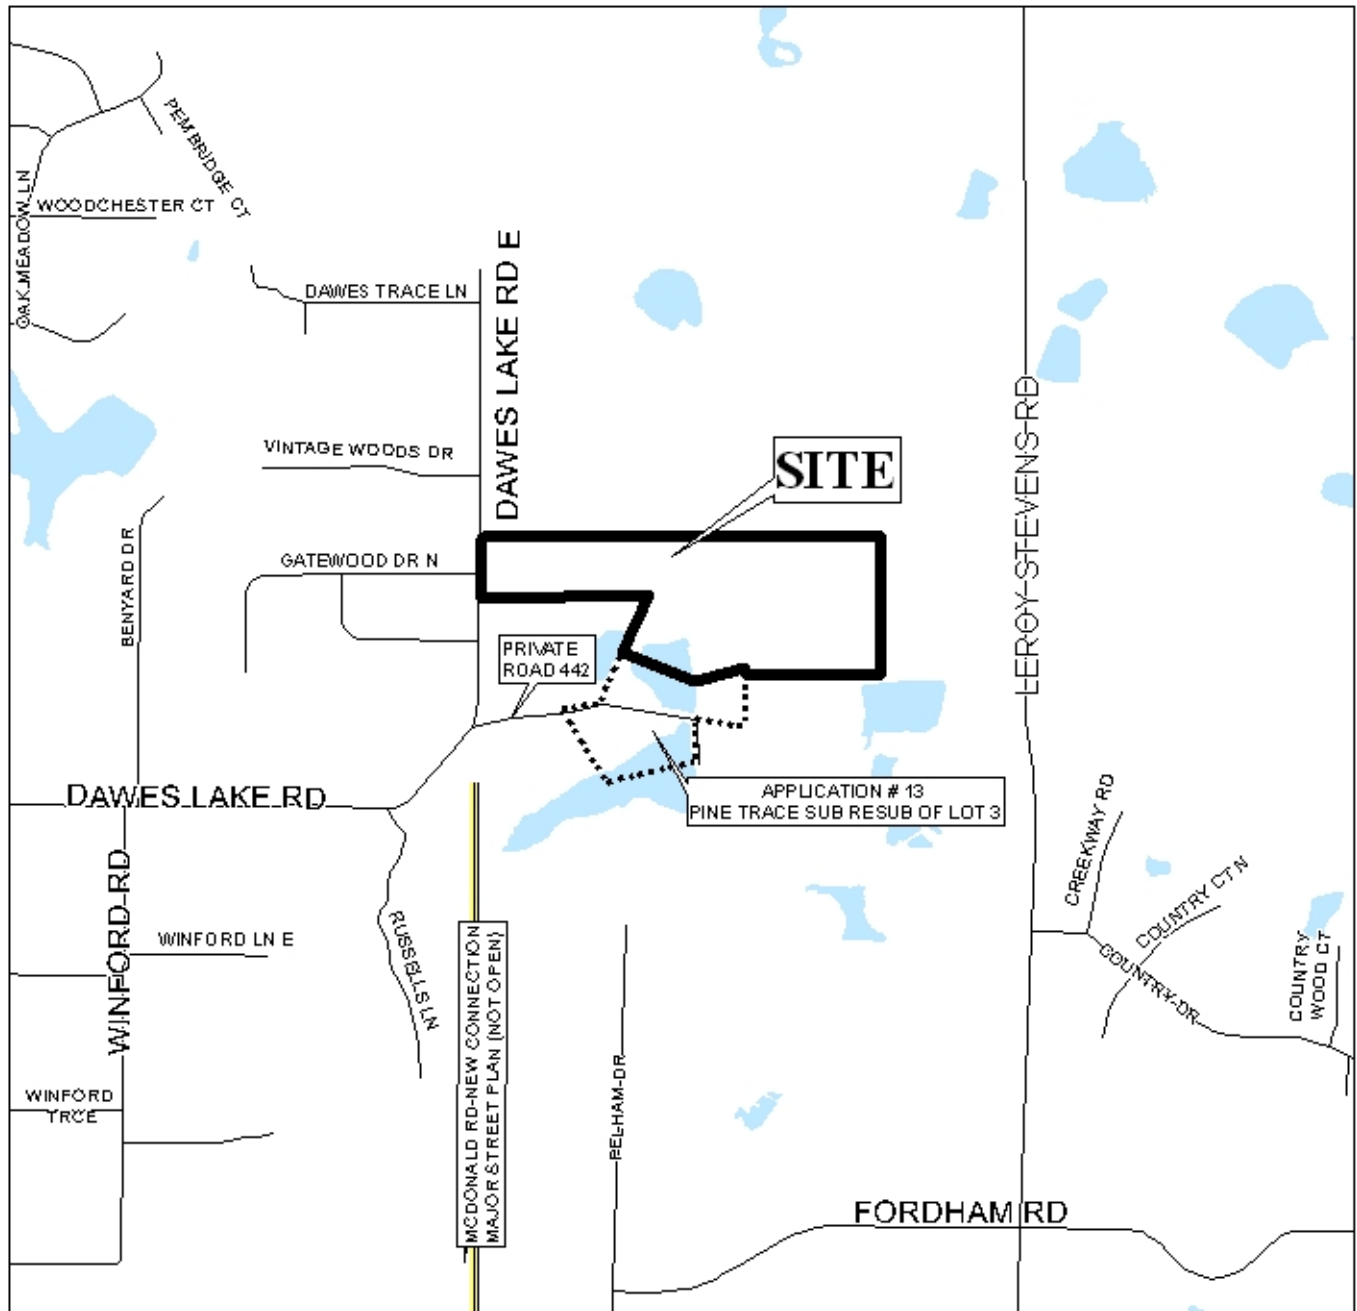 PEMBRIDGE CT
OAK MEADOW LN
WOODCHESTER CT
DAWES LAKE RD E
DAWES TRACE LN
LEROY STEVENS RD
VINTAGE WOODS DR
SITE
BENYARD DR
GATEWOOD DR N
PRIVATE
ROAD 442
DAWES LAKE RD
APPLICATION # 13
PINE TRACE SUB RESUB OF LOT 3
CREEKWAY RD
WINFORD RD
COUNTRY CT N
WINFORD LN E
RUSSELLS LN
MCDONALD RD-NEW CONNECTION
MAJOR STREET PLAN (NOT OPEN)
COUNTRY DR
COUNTRY
WOOD CT
WINFORD
TRCE
PELHAM DR
FORDHAM RD